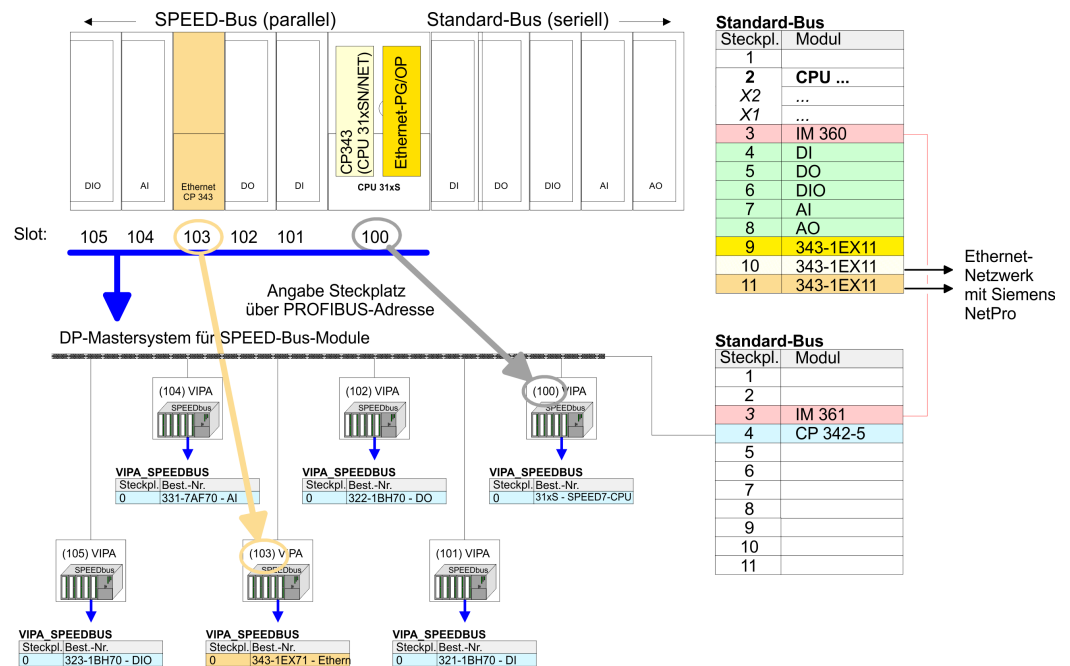 SPEED-Bus (parallel) Standard-Bus (seriell)
CP343
(CPU 31xSN/NET)
Ethernet-PG/OP
DIO AI Ethernet CP 343 DO DI CPU 31xS DI DO DIO AI AO
Slot: 105 104 103 102 101 100
Angabe Steckplatz
über PROFIBUS-Adresse
DP-Mastersystem für SPEED-Bus-Module
(104) VIPA
SPEEDbus
VIPA_SPEEDBUS
Steckpl. Best.-Nr.
0 331-7AF70 - AI
(102) VIPA
SPEEDbus
VIPA_SPEEDBUS
Steckpl. Best.-Nr.
0 322-1BH70 - DO
(100) VIPA
SPEEDbus
VIPA_SPEEDBUS
Steckpl. Best.-Nr.
0 31xS - SPEED7-CPU
(105) VIPA
SPEEDbus
VIPA_SPEEDBUS
Steckpl. Best.-Nr.
0 323-1BH70 - DIO
(103) VIPA
SPEEDbus
VIPA_SPEEDBUS
Steckpl. Best.-Nr.
0 343-1EX71 - Ethern
(101) VIPA
SPEEDbus
VIPA_SPEEDBUS
Steckpl. Best.-Nr.
0 321-1BH70 - DI
Standard-Bus
Steckpl. Modul
1
2 CPU ...
X2 ...
X1 ...
3 IM 360
4 DI
5 DO
6 DIO
7 AI
8 AO
9 343-1EX11
10 343-1EX11
11 343-1EX11
Ethernet-
Netzwerk
mit Siemens
NetPro
Standard-Bus
Steckpl. Modul
1
2
3 IM 361
4 CP 342-5
5
6
7
8
9
10
11